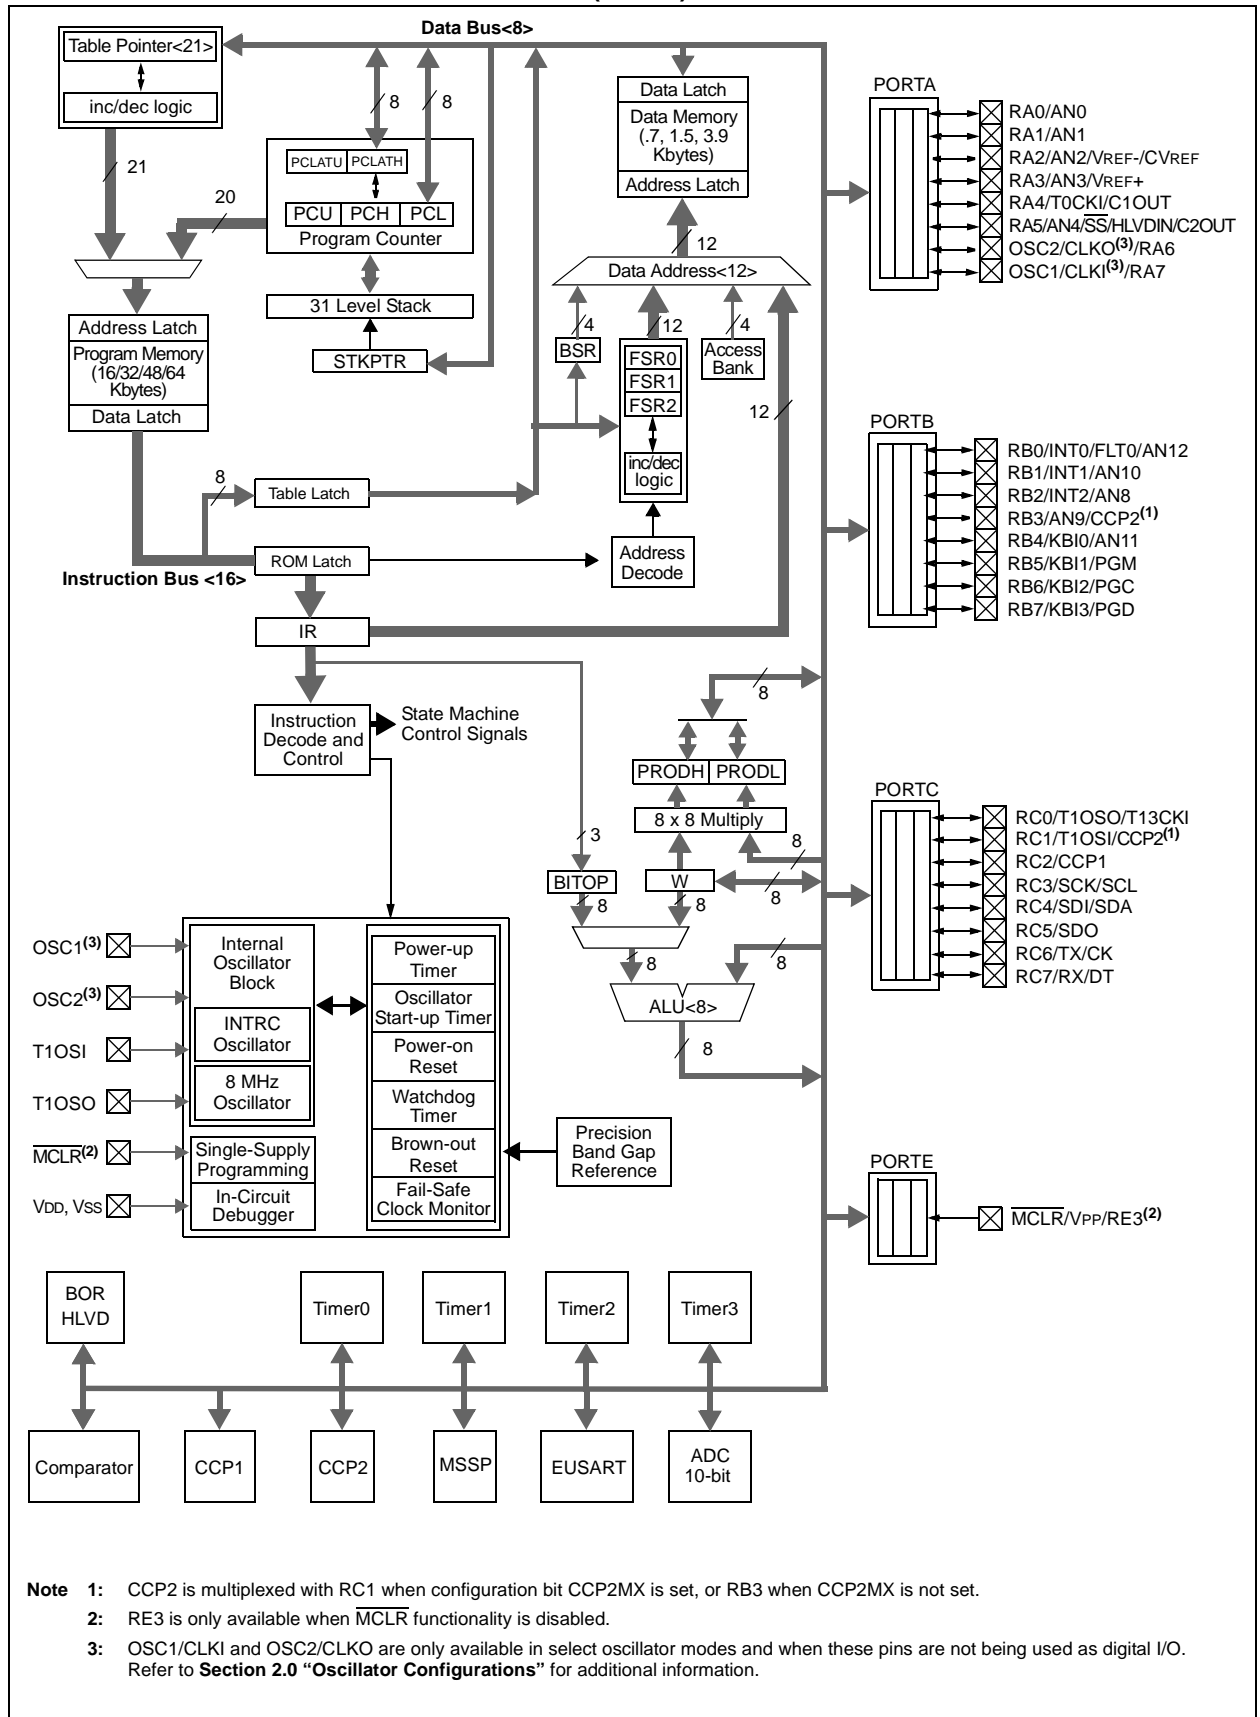 Data Bus<8>
Table Pointer<21>
inc/dec logic
21
20
8
8
PCLATU PCLATH
PCU PCH PCL
Program Counter
31 Level Stack
STKPTR
Address Latch
Program Memory
(16/32/48/64
Kbytes)
Data Latch
Data Latch
Data Memory
(.7, 1.5, 3.9
Kbytes)
Address Latch
12
Data Address<12>
4
12
4
BSR
FSR0
FSR1
FSR2
inc/dec
logic
Access
Bank
12
8
Table Latch
ROM Latch
Instruction Bus <16>
Address
Decode
IR
Instruction
Decode and
Control
State Machine
Control Signals
8
PRODH PRODL
8 x 8 Multiply
3
8
BITOP
W
8
8
8
8
8
ALU<8>
8
PORTA
RA0/AN0
RA1/AN1
RA2/AN2/VREF-/CVREF
RA3/AN3/VREF+
RA4/T0CKI/C1OUT
RA5/AN4/SS/HLVDIN/C2OUT
OSC2/CLKO(3)/RA6
OSC1/CLKI(3)/RA7
PORTB
RB0/INT0/FLT0/AN12
RB1/INT1/AN10
RB2/INT2/AN8
RB3/AN9/CCP2(1)
RB4/KBI0/AN11
RB5/KBI1/PGM
RB6/KBI2/PGC
RB7/KBI3/PGD
PORTC
RC0/T1OSO/T13CKI
RC1/T1OSI/CCP2(1)
RC2/CCP1
RC3/SCK/SCL
RC4/SDI/SDA
RC5/SDO
RC6/TX/CK
RC7/RX/DT
PORTE
MCLR/VPP/RE3(2)
OSC1(3)
OSC2(3)
T1OSI
T1OSO
MCLR(2)
VDD, VSS
Internal
Oscillator
Block
INTRC
Oscillator
8 MHz
Oscillator
Single-Supply
Programming
In-Circuit
Debugger
Power-up
Timer
Oscillator
Start-up Timer
Power-on
Reset
Watchdog
Timer
Brown-out
Reset
Fail-Safe
Clock Monitor
Precision
Band Gap
Reference
BOR
HLVD
Timer0
Timer1
Timer2
Timer3
Comparator
CCP1
CCP2
MSSP
EUSART
ADC
10-bit
Note 1: CCP2 is multiplexed with RC1 when configuration bit CCP2MX is set, or RB3 when CCP2MX is not set.
2: RE3 is only available when MCLR functionality is disabled.
3: OSC1/CLKI and OSC2/CLKO are only available in select oscillator modes and when these pins are not being used as digital I/O.
Refer to Section 2.0 “Oscillator Configurations” for additional information.